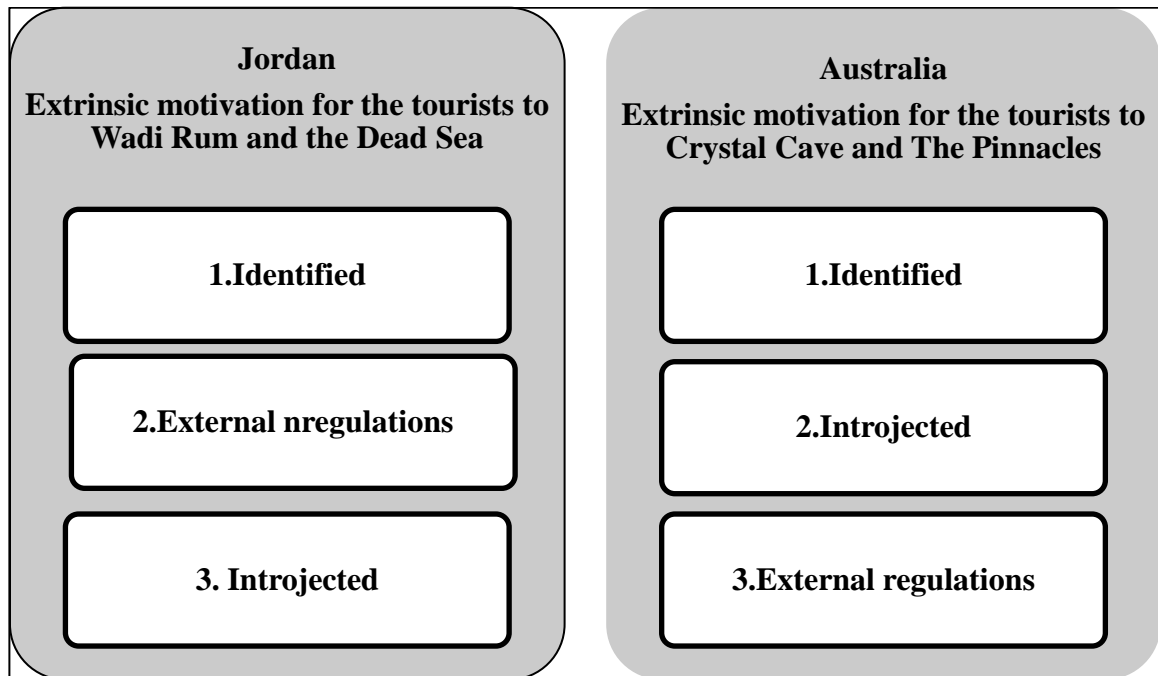 Jordan
Extrinsic motivation for the tourists to
Wadi Rum and the Dead Sea
1.Identified
2.External nregulations
3. Introjected
Australia
Extrinsic motivation for the tourists to
Crystal Cave and The Pinnacles
1.Identified
2.Introjected
3.External regulations